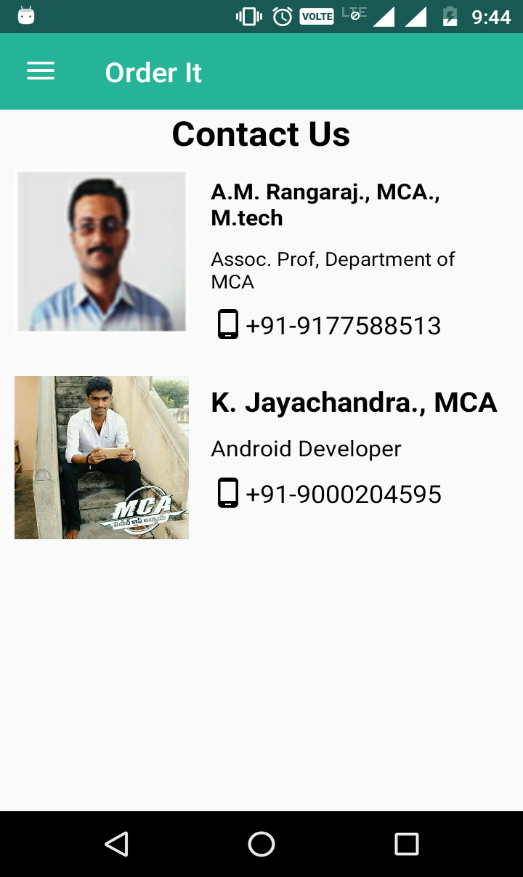 VOLTE LTE 9:44
Order It
Contact Us
A.M. Rangaraj., MCA.,
M.tech
Assoc. Prof, Department of
MCA
+91-9177588513
K. Jayachandra., MCA
Android Developer
+91-9000204595
MCA